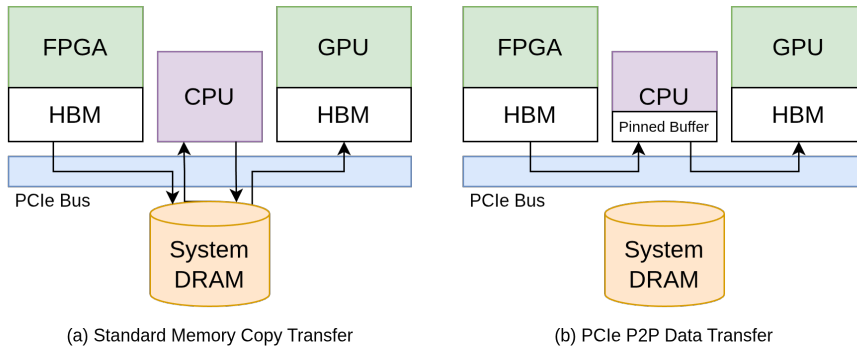 FPGA
HBM
CPU
GPU
HBM
PCIe Bus
System
DRAM
(a) Standard Memory Copy Transfer
FPGA
HBM
CPU
Pinned Buffer
GPU
HBM
PCIe Bus
System
DRAM
(b) PCIe P2P Data Transfer